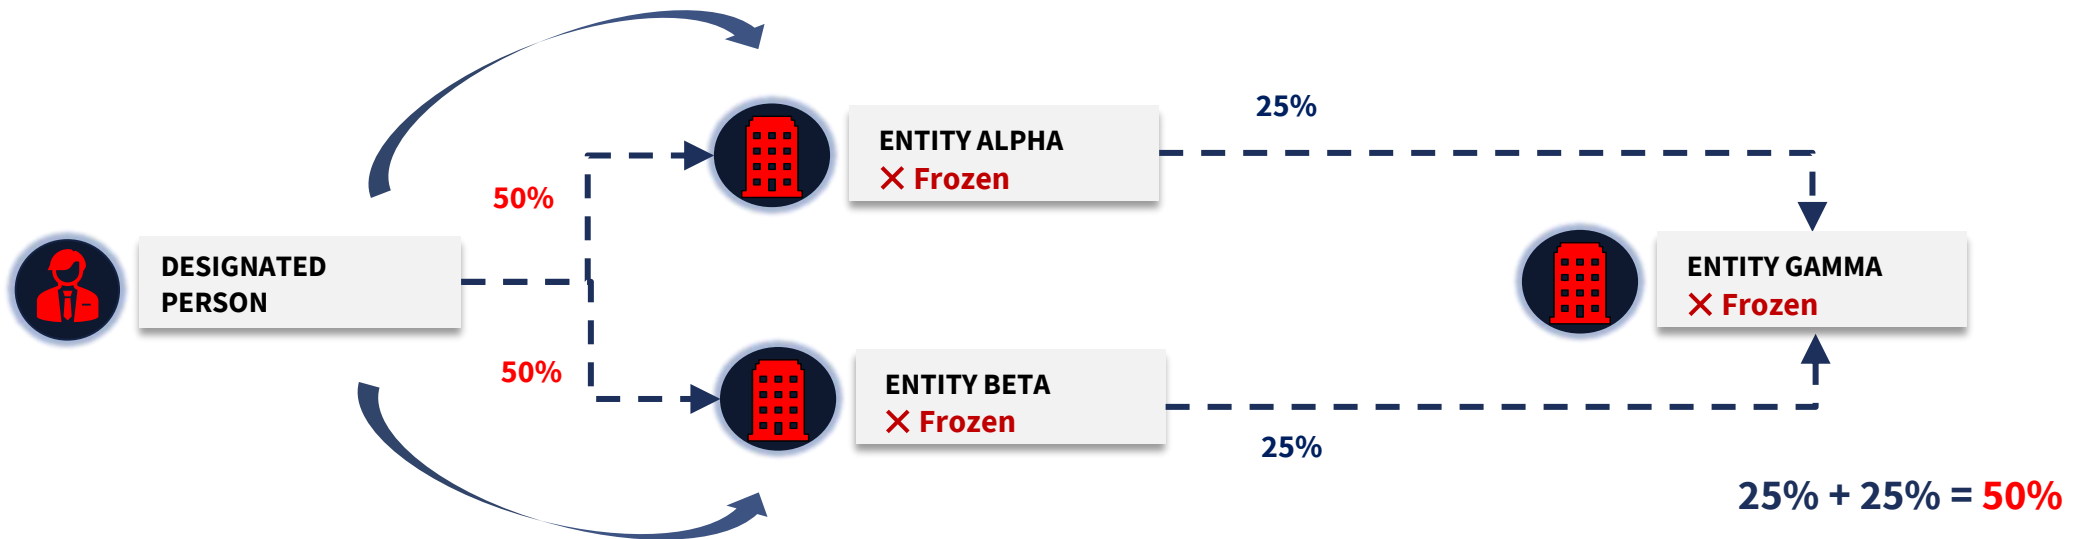 DESIGNATED
PERSON
50%
50%
ENTITY ALPHA
✕ Frozen
ENTITY BETA
✕ Frozen
25%
25%
ENTITY GAMMA
✕ Frozen
25% + 25% = 50%